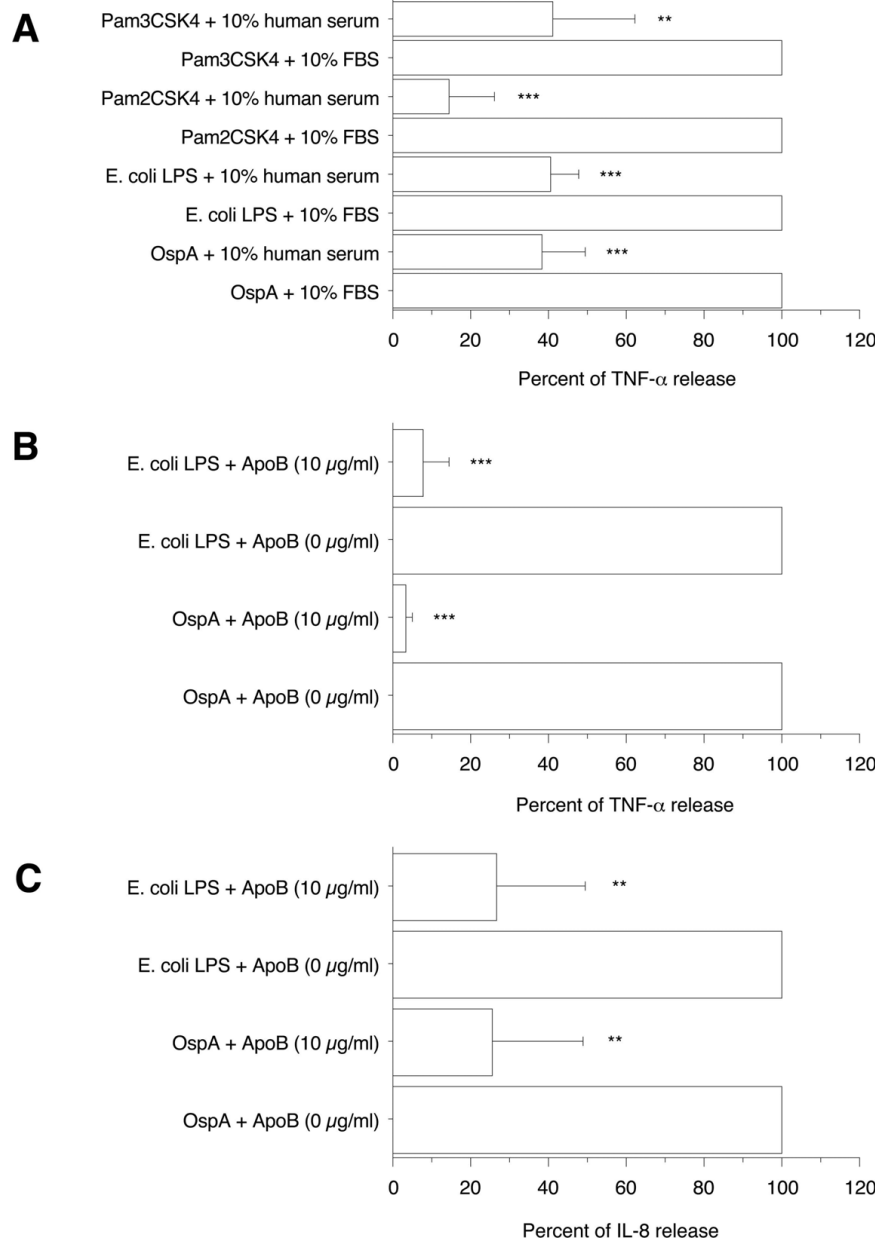 A
Pam3CSK4 + 10% human serum
**
Pam3CSK4 + 10% FBS
Pam2CSK4 + 10% human serum
***
Pam2CSK4 + 10% FBS
E. coli LPS + 10% human serum
***
E. coli LPS + 10% FBS
OspA + 10% human serum
***
OspA + 10% FBS
0 20 40 60 80 100 120
Percent of TNF-α release
B
E. coli LPS + ApoB (10 µg/ml)
***
E. coli LPS + ApoB (0 µg/ml)
OspA + ApoB (10 µg/ml)
***
OspA + ApoB (0 µg/ml)
0 20 40 60 80 100 120
Percent of TNF-α release
C
E. coli LPS + ApoB (10 µg/ml)
**
E. coli LPS + ApoB (0 µg/ml)
OspA + ApoB (10 µg/ml)
**
OspA + ApoB (0 µg/ml)
0 20 40 60 80 100 120
Percent of IL-8 release